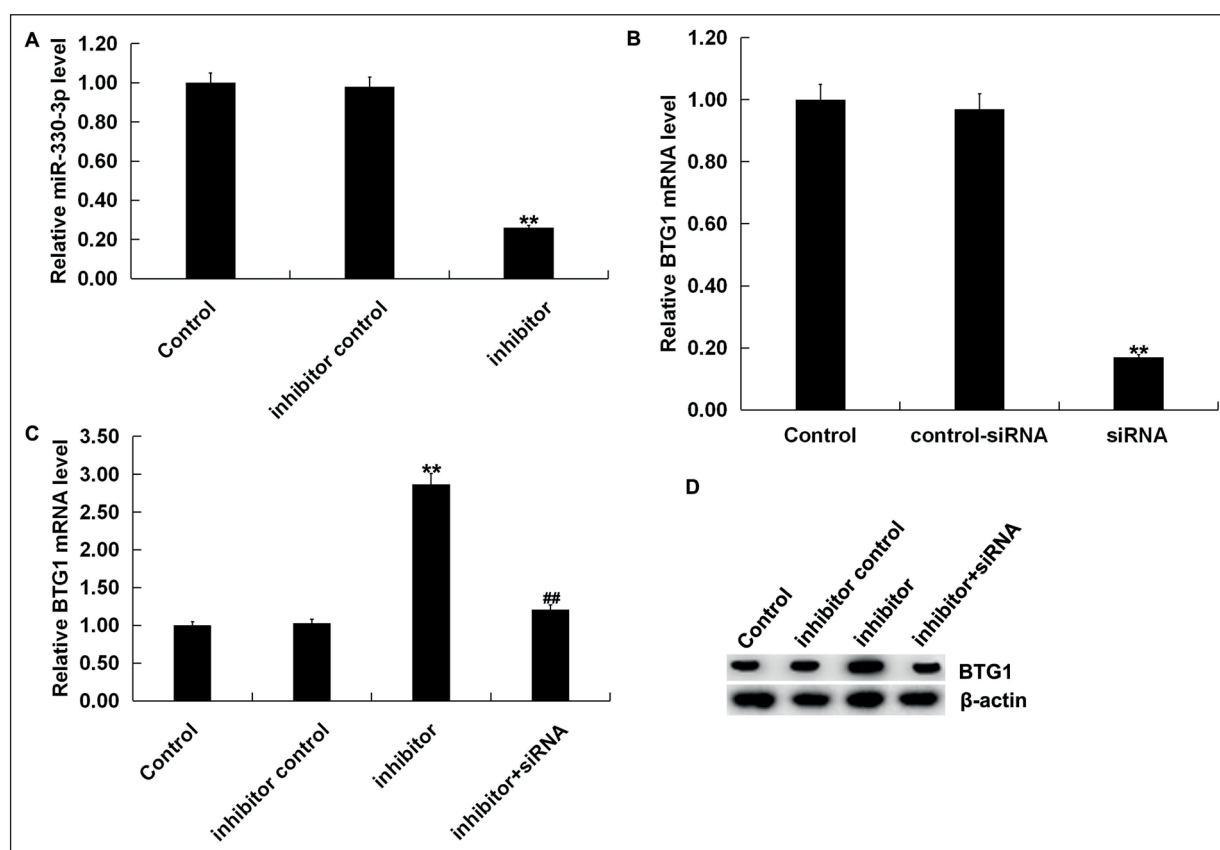 A
Relative miR-330-3p level
1.20
1.00
0.80
0.60
0.40
0.20
0.00
**
Control
inhibitor control
inhibitor
B
Relative BTG1 mRNA level
1.20
1.00
0.80
0.60
0.40
0.20
0.00
**
Control
control-siRNA
siRNA
C
Relative BTG1 mRNA level
3.50
3.00
2.50
2.00
1.50
1.00
0.50
0.00
**
##
Control
inhibitor control
inhibitor
inhibitor+siRNA
D
Control
inhibitor control
inhibitor
inhibitor+siRNA
BTG1
β-actin